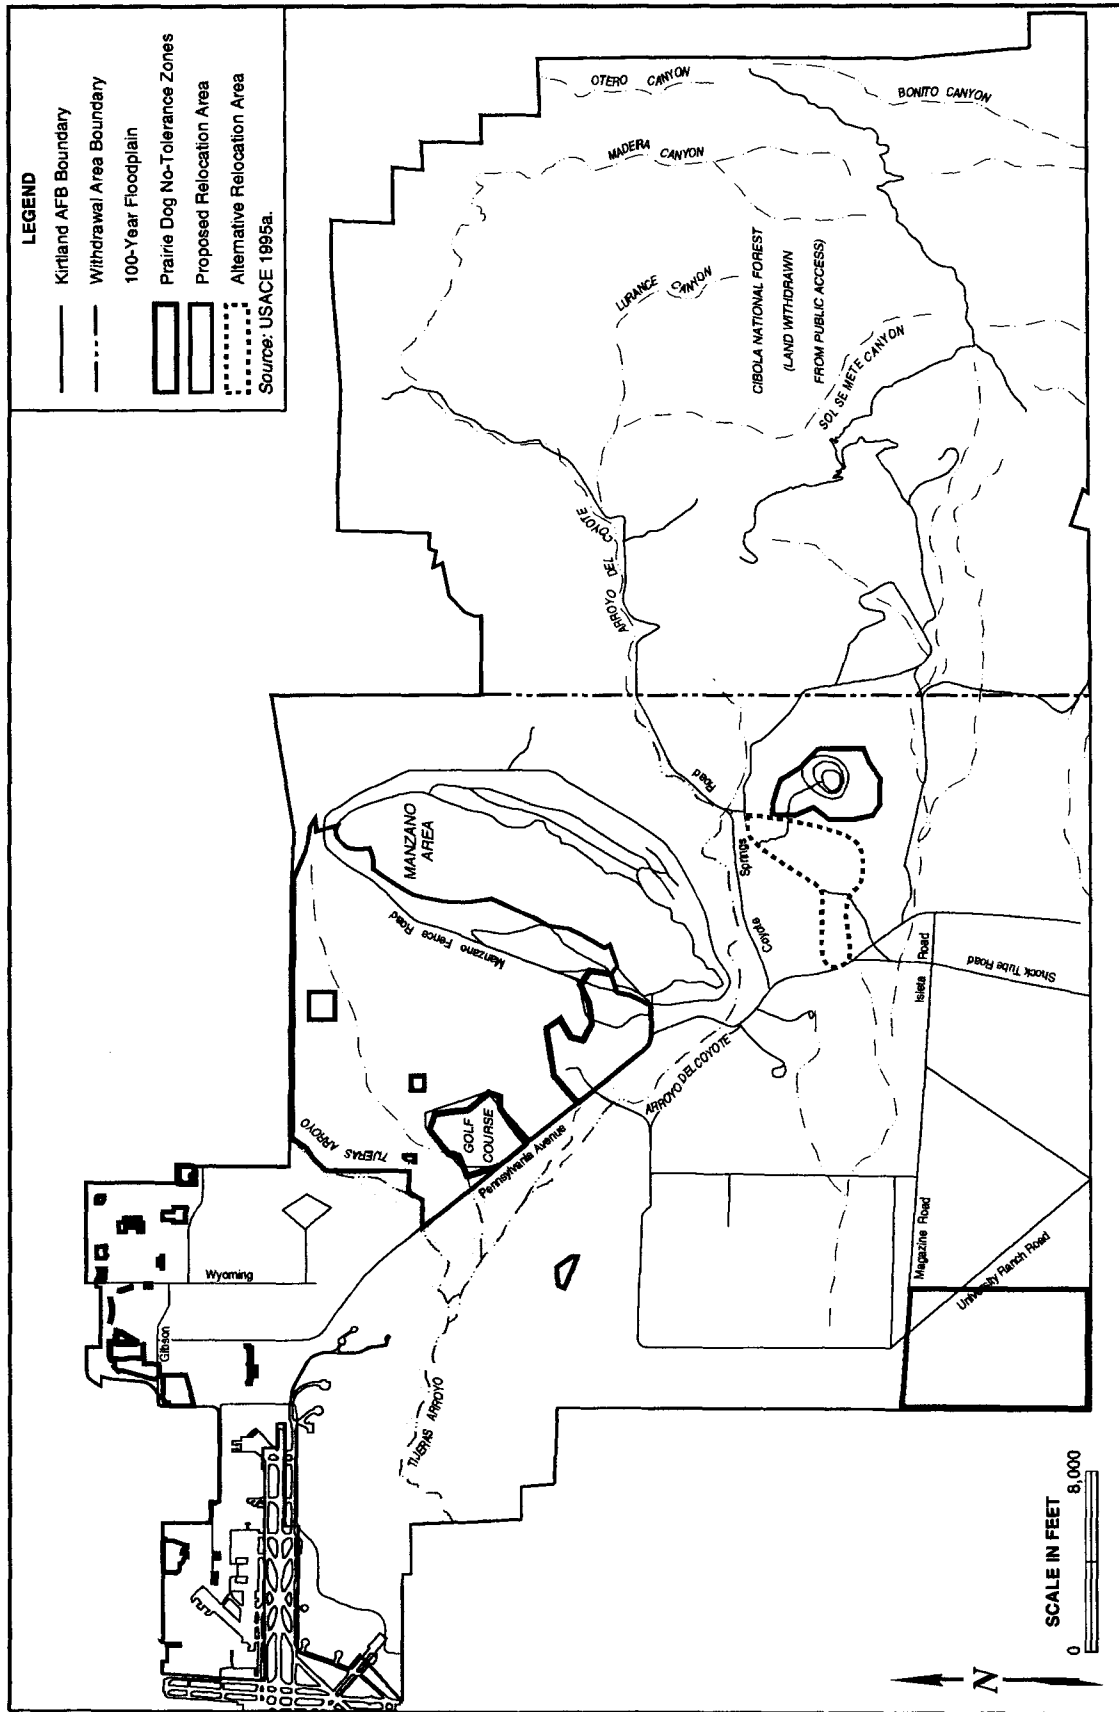 LEGEND
Kirtland AFB Boundary
Withdrawal Area Boundary
100-Year Floodplain
Prairie Dog No-Tolerance Zones
Proposed Relocation Area
Alternative Relocation Area
Source: USACE 1995a.
OTERO CANYON
BONITO CANYON
MADERA CANYON
LURANCE CANYON
CIBOLA NATIONAL FOREST
(LAND WITHDRAWN
FROM PUBLIC ACCESS)
SOL SE METE CANYON
ARROYO DEL COYOTE
MANZANO
AREA
Manzano Fence Road
Coyote Springs Road
Isleta Road
Shock Tube Road
ARROYO DEL COYOTE
TIJERAS ARROYO
GOLF
COURSE
Pennsylvania Avenue
Wyoming
Gibson
Magazine Road
University Ranch Road
TIJERAS ARROYO
SCALE IN FEET
0 8,000
N